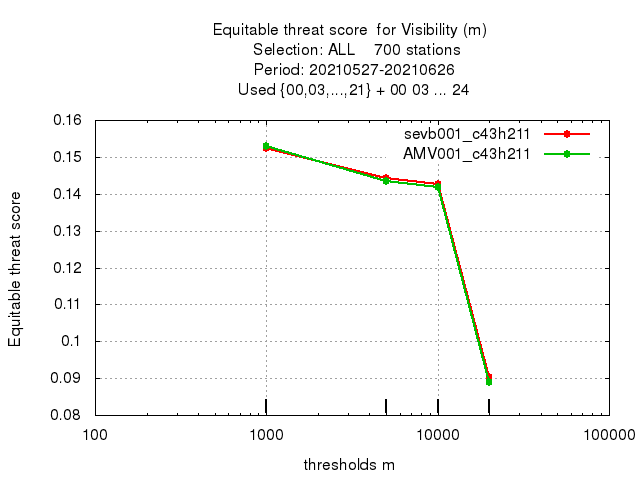 Equitable threat score  for Visibility (m)
Selection: ALL    700 stations
Period: 20210527-20210626
Used {00,03,...,21} + 00 03 ... 24
sevb001_c43h211
AMV001_c43h211
0.16
0.15
0.14
0.13
0.12
0.11
0.1
0.09
0.08
Equitable threat score
100
1000
10000
100000
thresholds m